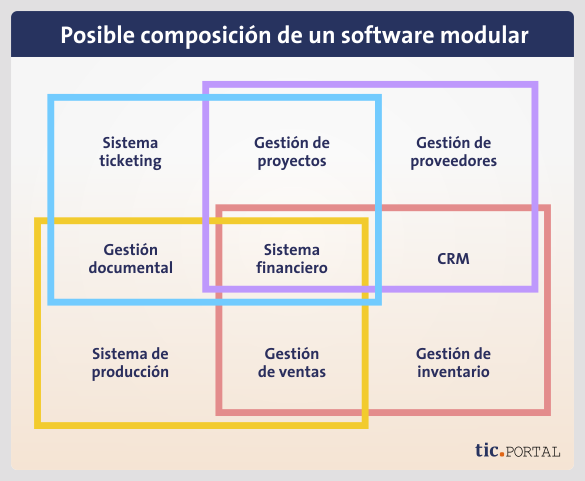 Posible composición de un software modular
Sistema
ticketing
Gestión de
proyectos
Gestión de
proveedores
Gestión
documental
Sistema
financiero
CRM
Sistema de
producción
Gestión
de ventas
Gestión de
inventario
tic.PORTAL